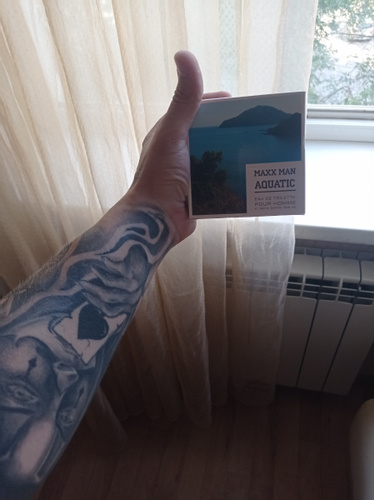 MAXX MAN
AQUATIC
EAU DE TOILETTE
POUR HOMME